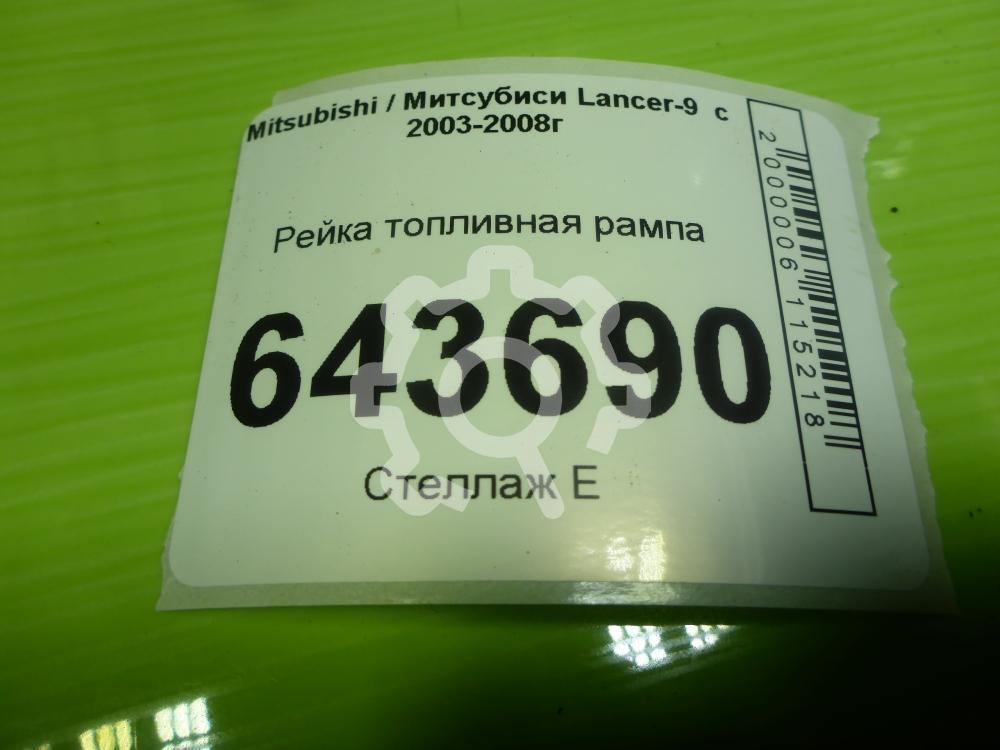 Mitsubishi / Митсубиси Lancer-9 с
2003-2008г
Рейка топливная рампа
643690
Стеллаж Е
2000006115218